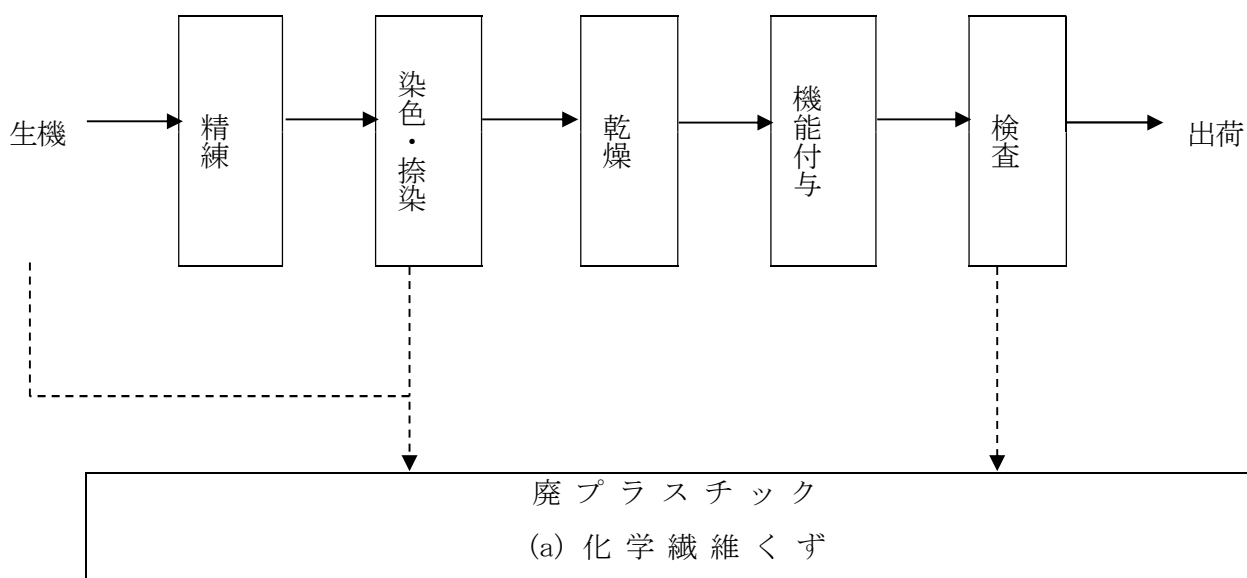 生機
精練
染色・捺染
乾燥
機能付与
検査
出荷
廃プラスチック
(a) 化学繊維くず